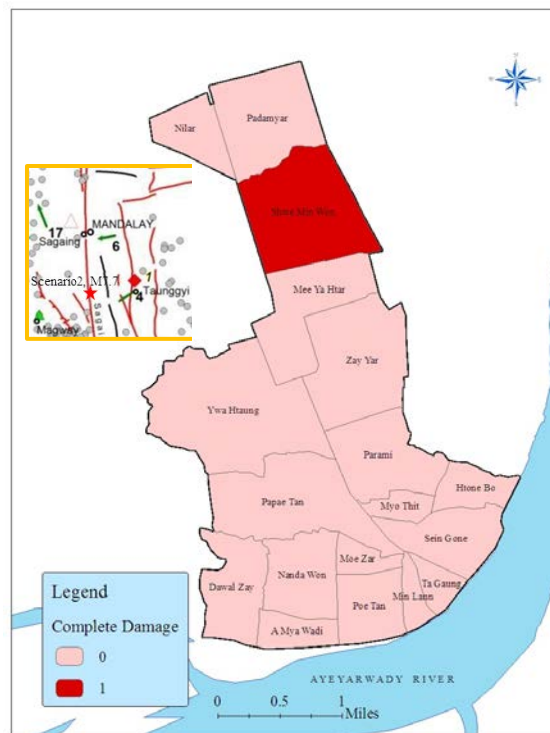 Padamyar
Nilar
Shwe Min Won
MANDALAY
17
Sagaing
6
Scenario2, M7.7
1
4
Taunggyi
Sagai
Magway
Mee Ya Htar
Zay Yar
Ywa Htaung
Parami
Htone Bo
Papae Tan
Myo Thit
Sein Gone
Moe Zar
Dawal Zay
Nanda Won
Ta Gaung
Min Lann
Poe Tan
A Mya Wadi
Legend
Complete Damage
0
1
AYEYARWADY RIVER
0 0.5 1
Miles